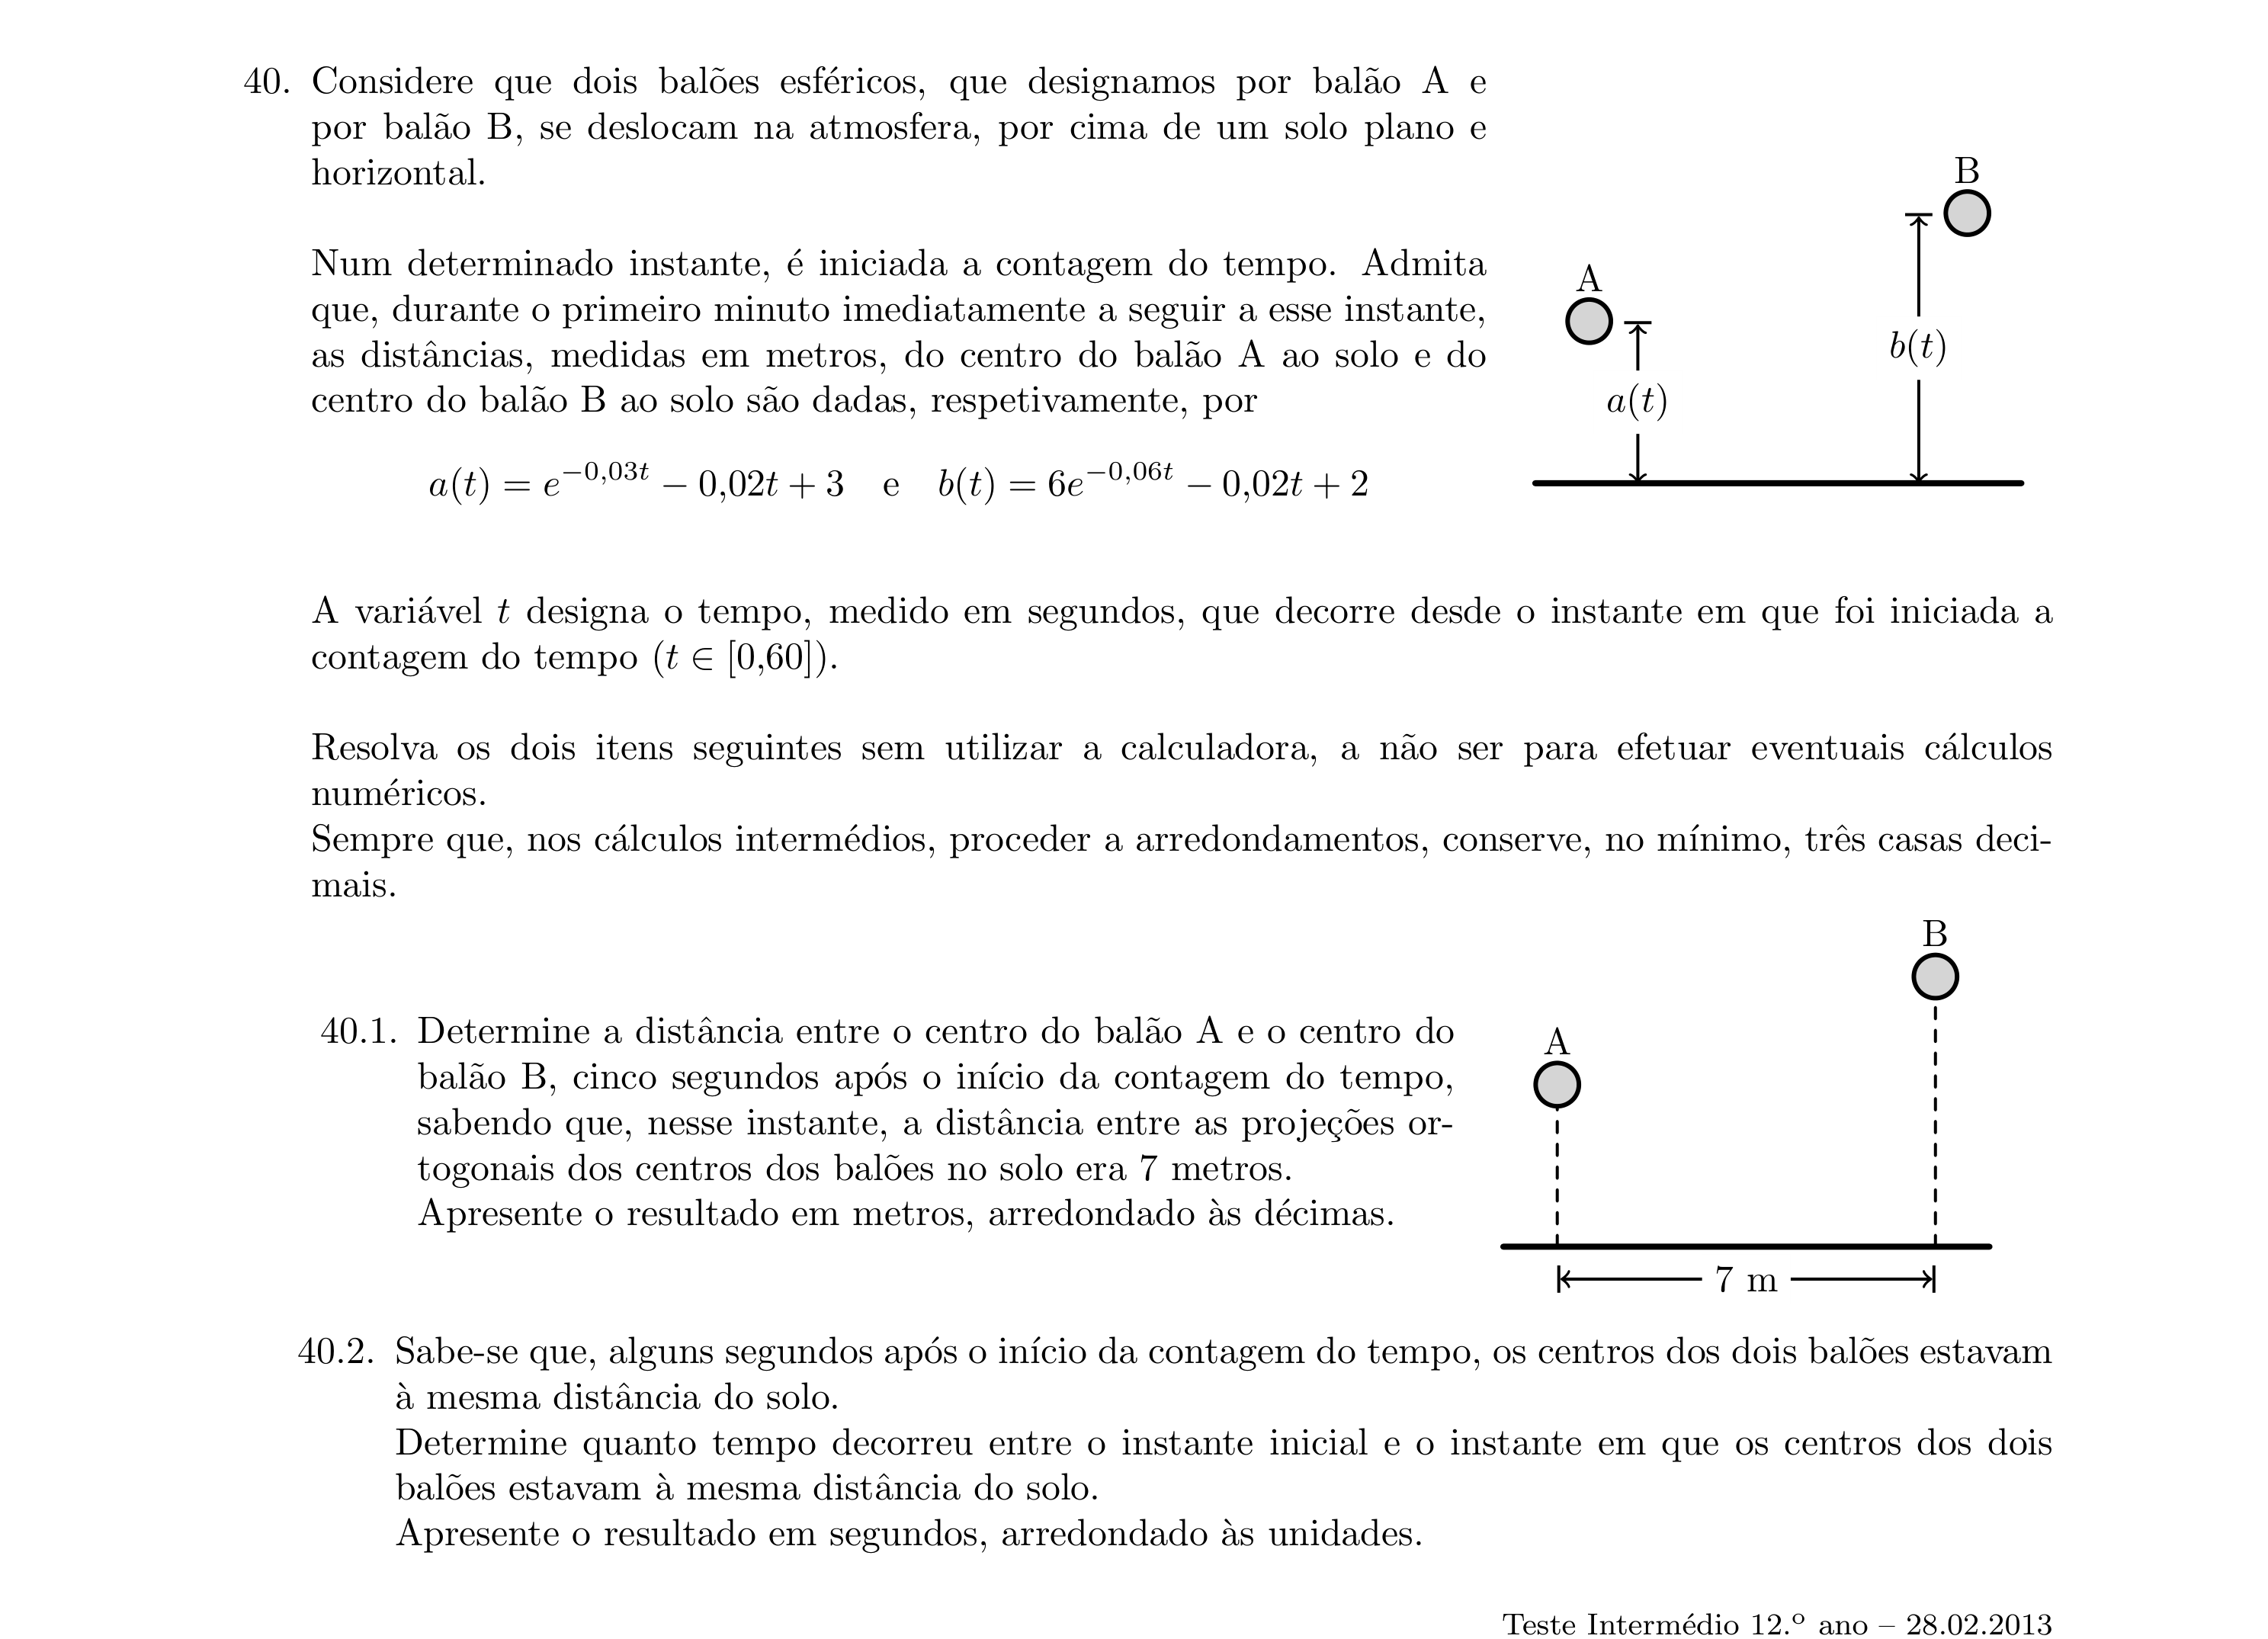 40. Considere que dois balões esféricos, que designamos por balão A e
por balão B, se deslocam na atmosfera, por cima de um solo plano e
horizontal.
Num determinado instante, é iniciada a contagem do tempo. Admita
que, durante o primeiro minuto imediatamente a seguir a esse instante,
as distâncias, medidas em metros, do centro do balão A ao solo e do
centro do balão B ao solo são dadas, respetivamente, por
a(t) = e^{−0,03t} − 0,02t + 3 e b(t) = 6e^{−0,06t} − 0,02t + 2
B
A
b(t)
a(t)
A variável t designa o tempo, medido em segundos, que decorre desde o instante em que foi iniciada a
contagem do tempo (t ∈ [0,60]).
Resolva os dois itens seguintes sem utilizar a calculadora, a não ser para efetuar eventuais cálculos
numéricos.
Sempre que, nos cálculos intermédios, proceder a arredondamentos, conserve, no mínimo, três casas deci-
mais.
40.1. Determine a distância entre o centro do balão A e o centro do
balão B, cinco segundos após o início da contagem do tempo,
sabendo que, nesse instante, a distância entre as projeções or-
togonais dos centros dos balões no solo era 7 metros.
Apresente o resultado em metros, arredondado às décimas.
B
A
7 m
40.2. Sabe-se que, alguns segundos após o início da contagem do tempo, os centros dos dois balões estavam
à mesma distância do solo.
Determine quanto tempo decorreu entre o instante inicial e o instante em que os centros dos dois
balões estavam à mesma distância do solo.
Apresente o resultado em segundos, arredondado às unidades.
Teste Intermédio 12.º ano – 28.02.2013